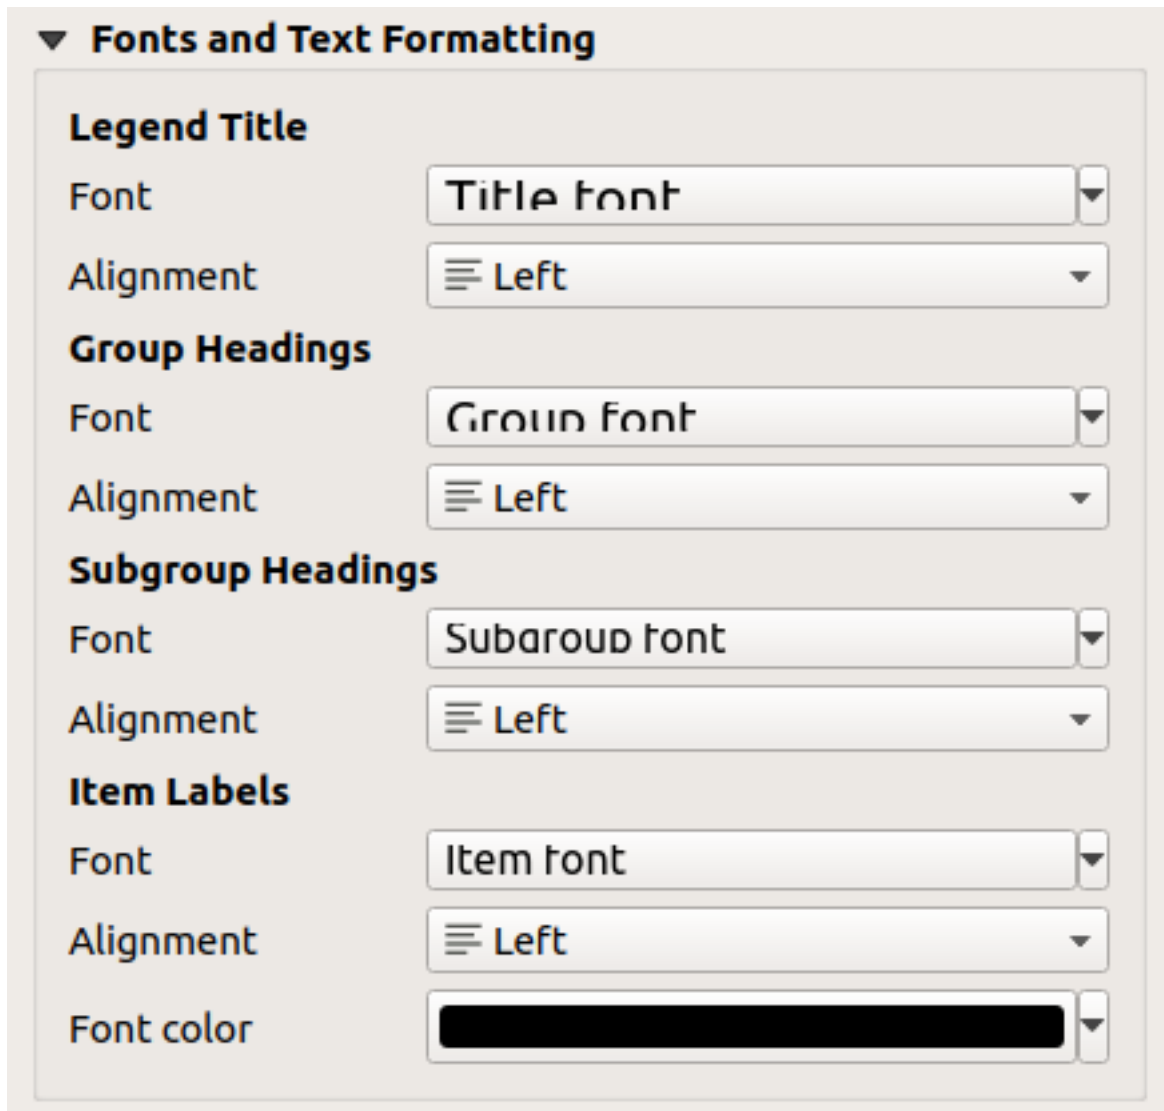 Fonts and Text Formatting
Legend Title
Font Title font
Alignment Left
Group Headings
Font Group font
Alignment Left
Subgroup Headings
Font Subgroup font
Alignment Left
Item Labels
Font Item font
Alignment Left
Font color